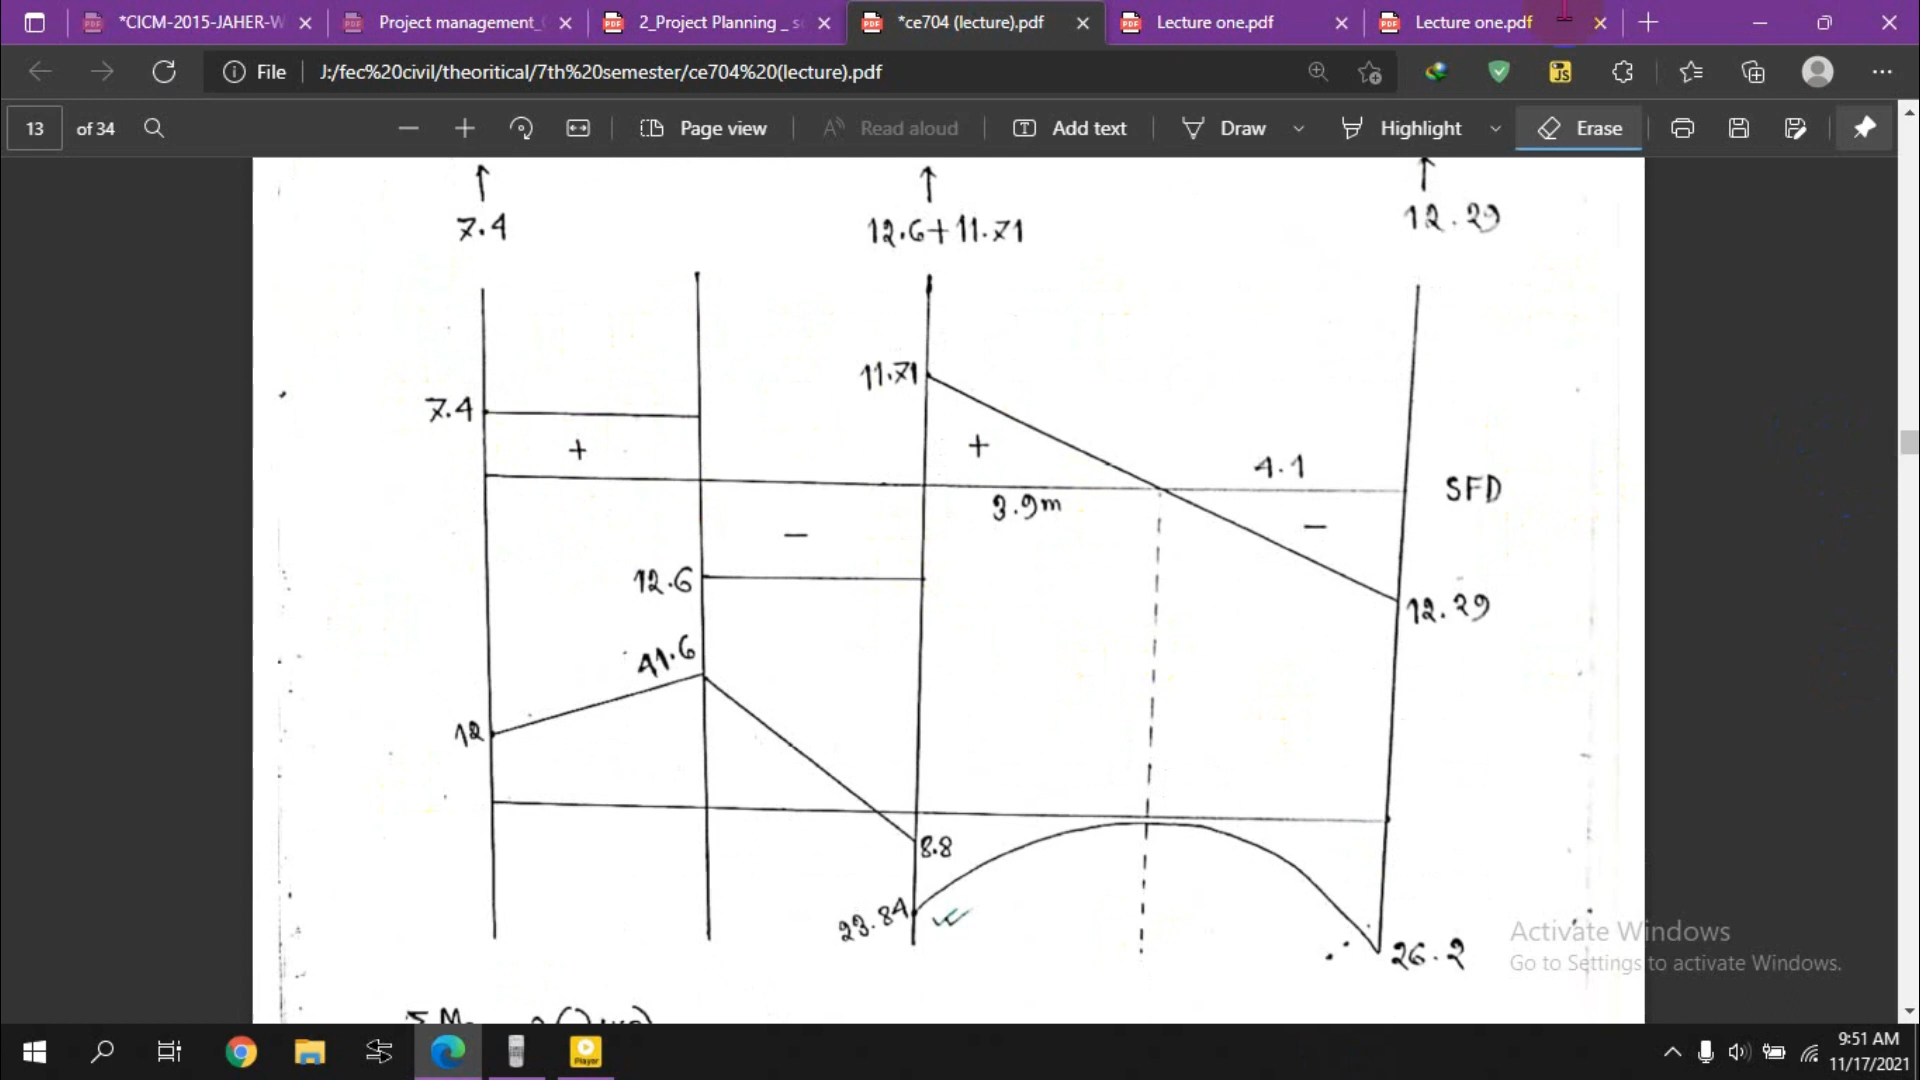 *CICM-2015-JAHER-W
Project management_
2_Project Planning _ s
*ce704 (lecture).pdf
Lecture one.pdf
Lecture one.pdf
File
J:/fec%20civil/theoritical/7th%20semester/ce704%20(lecture).pdf
13 of 34
Page view
Read aloud
Add text
Draw
Highlight
Erase
7.4
12.6+11.71
12.29
11.71
7.4
+
+
4.1
SFD
3.9m
-
-
12.6
12.29
41.6
12
8.8
23.84
26.2
Activate Windows
Go to Settings to activate Windows.
9:51 AM
11/17/2021